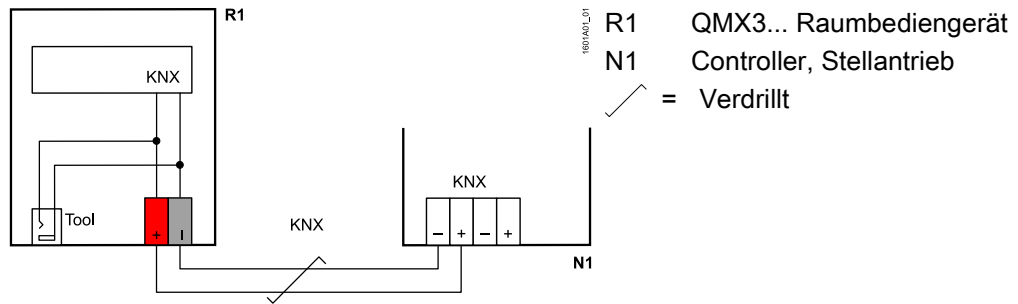 R1
KNX
Tool
+ –
KNX
KNX
– + – +
N1
1601A01_01
R1 QMX3... Raumbediengerät
N1 Controller, Stellantrieb
= Verdrillt